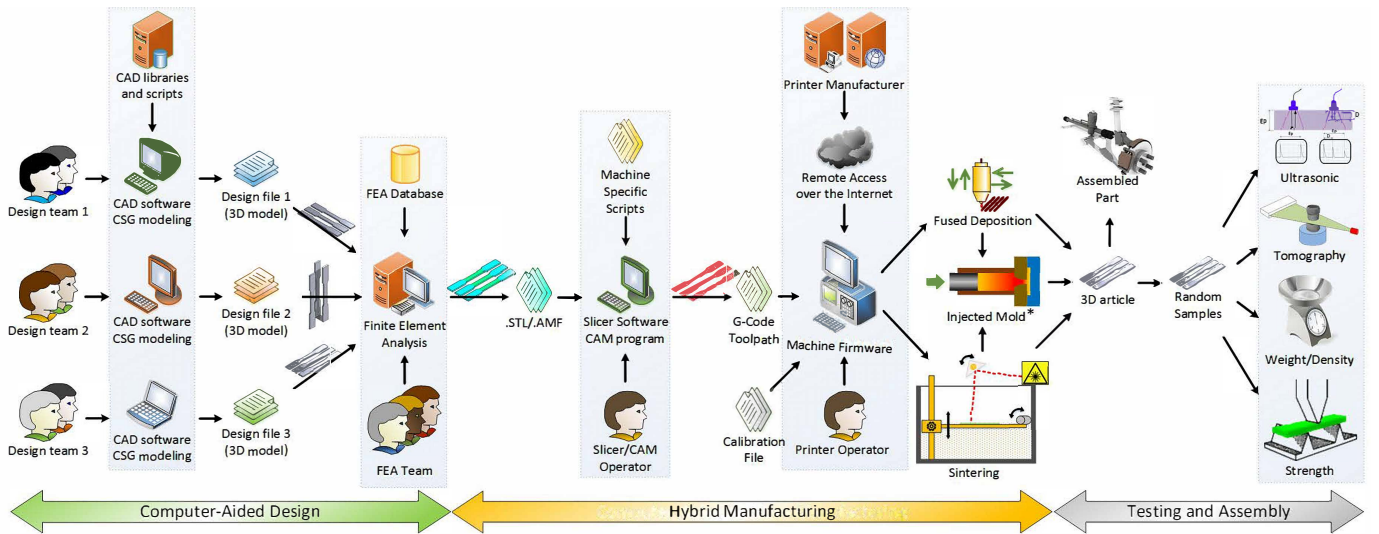 CAD libraries
and scripts
Design team 1
CAD software
CSG modeling
Design file 1
(3D model)
Design team 2
CAD software
CSG modeling
Design file 2
(3D model)
Design team 3
CAD software
CSG modeling
Design file 3
(3D model)
FEA Database
Finite Element
Analysis
FEA Team
.STL/.AMF
Machine
Specific
Scripts
Slicer Software
CAM program
Slicer/CAM
Operator
G-Code
Toolpath
Calibration
File
Printer Manufacturer
Remote Access
over the Internet
Machine Firmware
Printer Operator
Fused Deposition
Injected Mold*
Sintering
Assembled
Part
3D article
Random
Samples
Ep
D
Ep
D
Ep
Ultrasonic
Tomography
Weight/Density
Strength
Computer-Aided Design
Hybrid Manufacturing
Testing and Assembly